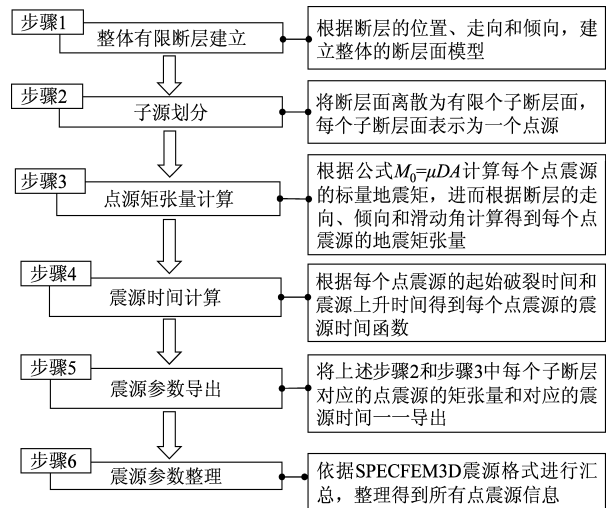 步骤1
整体有限断层建立
根据断层的位置、走向和倾向，建
立整体的断层面模型
步骤2
子源划分
将断层面离散为有限个子断层面，
每个子断层面表示为一个点源
步骤3
点源矩张量计算
根据公式M₀=μDA计算每个点震源
的标量地震矩，进而根据断层的走
向、倾向和滑动角计算得到每个点
震源的地震矩张量
步骤4
震源时间计算
根据每个点震源的起始破裂时间和
震源上升时间得到每个点震源的震
源时间函数
步骤5
震源参数导出
将上述步骤2和步骤3中每个子断层
对应的点震源的矩张量和对应的震
源时间一一导出
步骤6
震源参数整理
依据SPECFEM3D震源格式进行汇
总，整理得到所有点震源信息